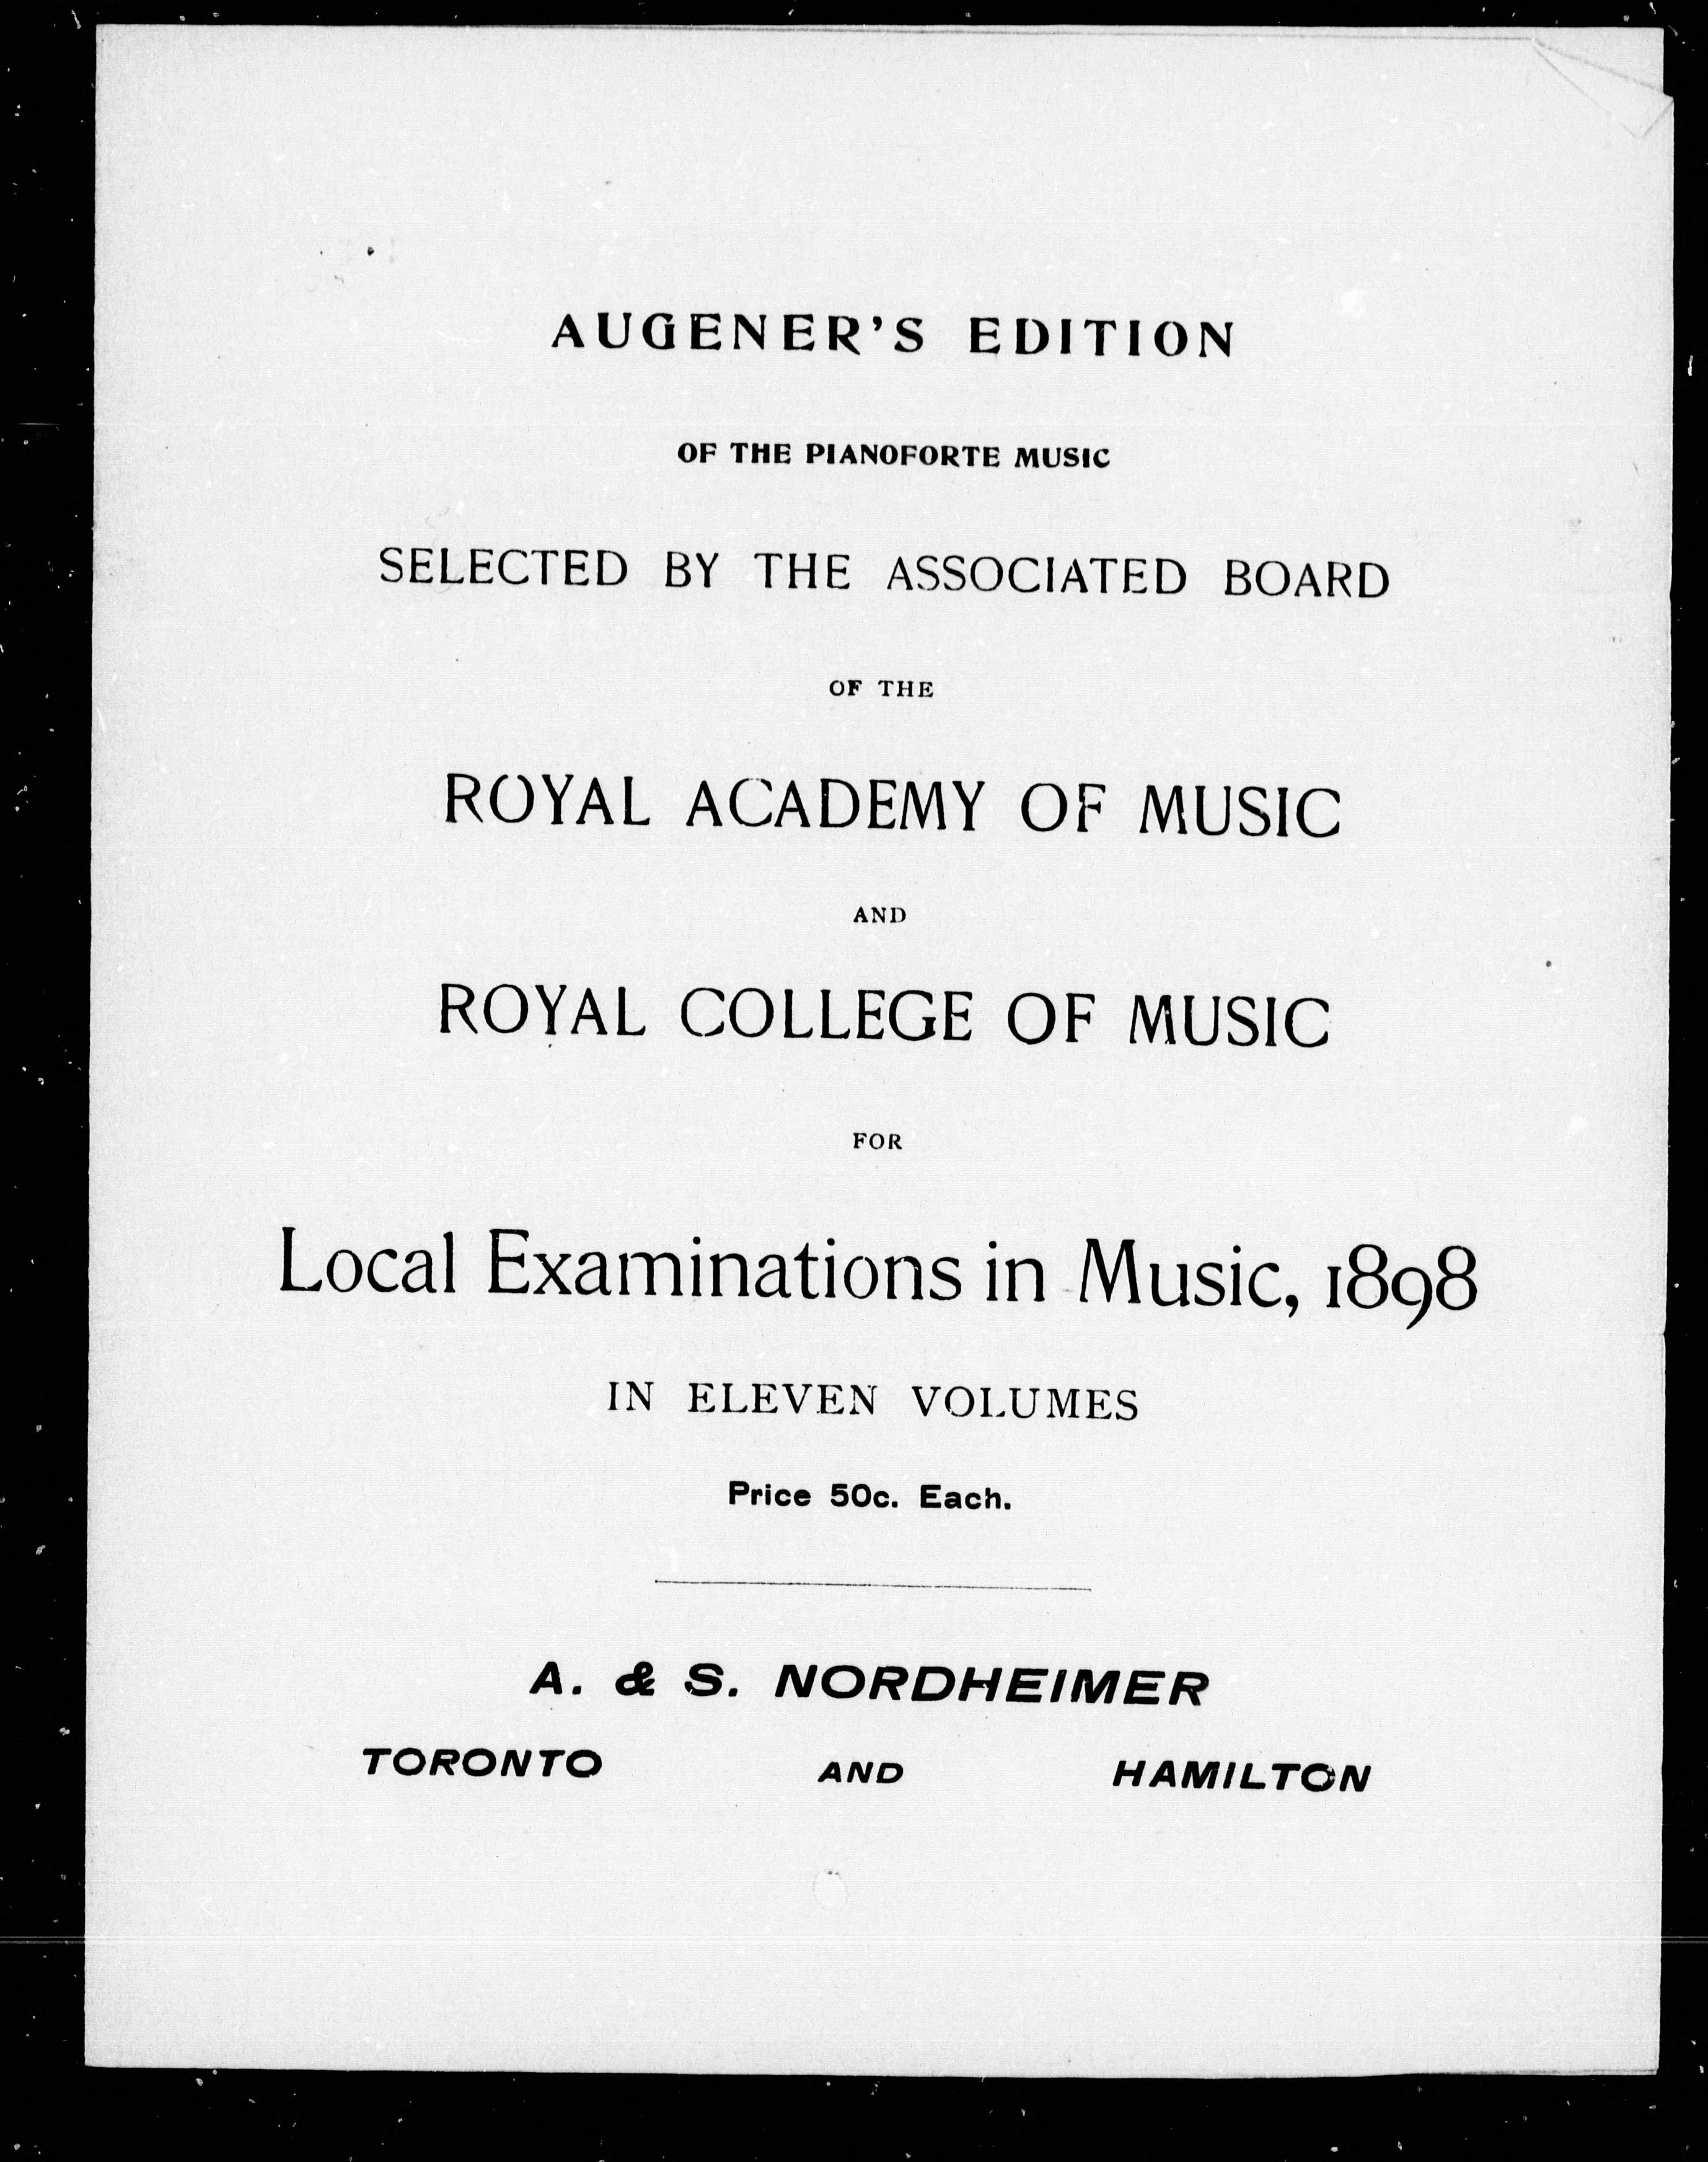 AUGENER'S EDITION
OF THE PIANOFORTE MUSIC
SELECTED BY THE ASSOCIATED BOARD
OF THE
ROYAL ACADEMY OF MUSIC
AND
ROYAL COLLEGE OF MUSIC
FOR
Local Examinations in Music, 1898
IN ELEVEN VOLUMES
Price 50c. Each.
A. & S. NORDHEIMER
TORONTO AND HAMILTON